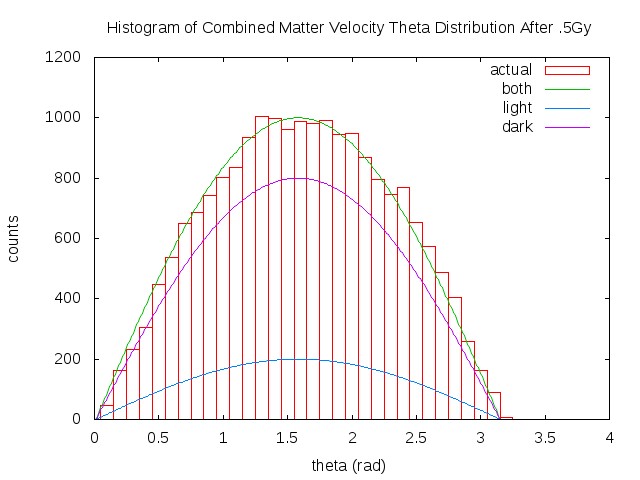 Histogram of Combined Matter Velocity Theta Distribution After .5Gy
1200
1000
800
600
400
200
0
counts
actual
both
light
dark
0 0.5 1 1.5 2 2.5 3 3.5 4
theta (rad)